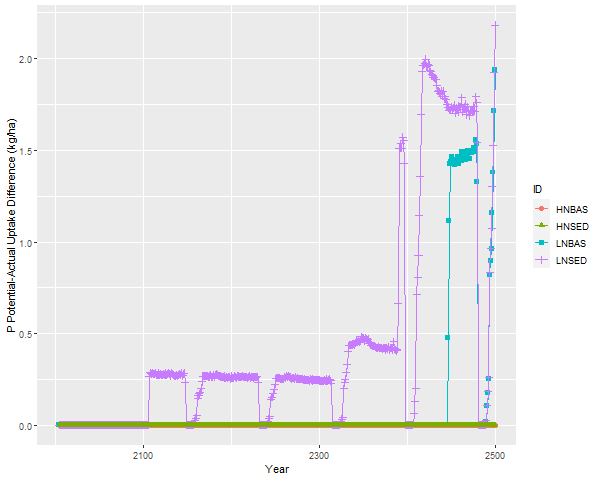 P Potential-Actual Uptake Difference (kg/ha)
2.0
1.5
1.0
0.5
0.0
2100
2300
2500
Year
ID
HNBAS
HNSED
LNBAS
LNSED